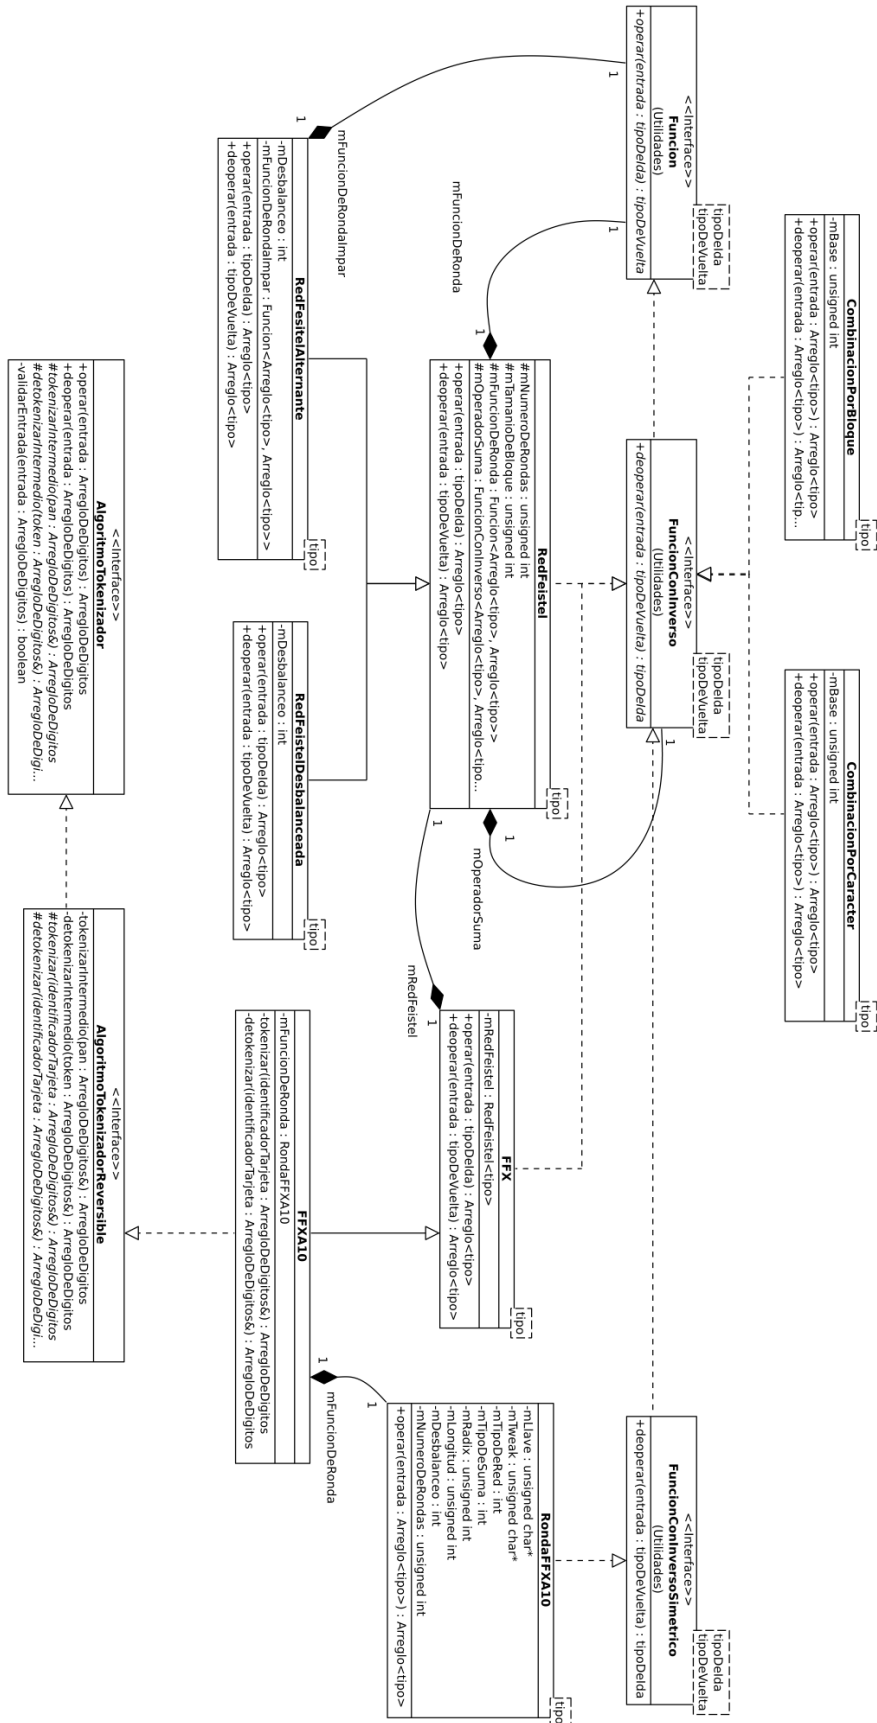 tipo
CombinacionPorBloque
-mBase : unsigned int
+operar(entrada : Arreglo<tipo>) : Arreglo<tipo>
+deoperar(entrada : Arreglo<tipo>) : Arreglo<tip...
tipo
CombinacionPorCaracter
-mBase : unsigned int
+operar(entrada : Arreglo<tipo>) : Arreglo<tipo>
+deoperar(entrada : Arreglo<tipo>) : Arreglo<tipo>
tipoDeIda
tipoDeVuelta
<<Interface>>
Funcion
(Utilidades)
+operar(entrada : tipoDeIda) : tipoDeVuelta
tipoDeIda
tipoDeVuelta
<<Interface>>
FuncionConInverso
(Utilidades)
+deoperar(entrada : tipoDeVuelta) : tipoDeIda
tipoDeIda
tipoDeVuelta
<<Interface>>
FuncionConInversoSimetrico
(Utilidades)
+deoperar(entrada : tipoDeVuelta) : tipoDeIda
1
1
1
mFuncionDeRonda
1
1
mOperadorSuma
tipo
RedFeistel
#mNumeroDeRondas : unsigned int
#mTamanioDeBloque : unsigned int
#mFuncionDeRonda : Funcion<Arreglo<tipo>, Arreglo<tipo>>
#mOperadorSuma : FuncionConInverso<Arreglo<tipo>, Arreglo<tipo...
+operar(entrada : tipoDeIda) : Arreglo<tipo>
+deoperar(entrada : tipoDeVuelta) : Arreglo<tipo>
1
mRedFeistel
1
tipo
FFX
-mRedFeistel : RedFeistel<tipo>
+operar(entrada : tipoDeIda) : Arreglo<tipo>
+deoperar(entrada : tipoDeVuelta) : Arreglo<tipo>
tipo
RondaFFXA10
-mLlave : unsigned char*
-mTweak : unsigned char*
-mTipoDeRed : int
-mTipoDeSuma : int
-mRadix : unsigned int
-mLongitud : unsigned int
-mDesbalanceo : int
-mNumeroDeRondas : unsigned int
+operar(entrada : Arreglo<tipo>) : Arreglo<tipo>
1
mFuncionDeRonda
1
mFuncionDeRondaImpar
1
tipo
RedFesitelAlternante
-mDesbalanceo : int
-mFuncionDeRondaImpar : Funcion<Arreglo<tipo>, Arreglo<tipo>>
+operar(entrada : tipoDeIda) : Arreglo<tipo>
+deoperar(entrada : tipoDeVuelta) : Arreglo<tipo>
tipo
RedFeistelDesbalanceada
-mDesbalanceo : int
+operar(entrada : tipoDeIda) : Arreglo<tipo>
+deoperar(entrada : tipoDeVuelta) : Arreglo<tipo>
FFXA10
-mFuncionDeRonda : RondaFFXA10
-tokenizar(identificadorTarjeta : ArregloDeDigitos&) : ArregloDeDigitos
-detokenizar(identificadorTarjeta : ArregloDeDigitos&) : ArregloDeDigitos
<<Interface>>
AlgoritmoTokenizador
+operar(entrada : ArregloDeDigitos) : ArregloDeDigitos
+deoperar(entrada : ArregloDeDigitos) : ArregloDeDigitos
#tokenizarIntermedio(pan : ArregloDeDigitos&) : ArregloDeDigitos
#detokenizarIntermedio(token : ArregloDeDigitos&) : ArregloDeDigi...
-validarEntrada(entrada : ArregloDeDigitos) : boolean
<<Interface>>
AlgoritmoTokenizadorReversible
-tokenizarIntermedio(pan : ArregloDeDigitos&) : ArregloDeDigitos
-detokenizarIntermedio(token : ArregloDeDigitos&) : ArregloDeDigitos
#tokenizar(identificadorTarjeta : ArregloDeDigitos&) : ArregloDeDigitos
#detokenizar(identificadorTarjeta : ArregloDeDigitos&) : ArregloDeDigi...